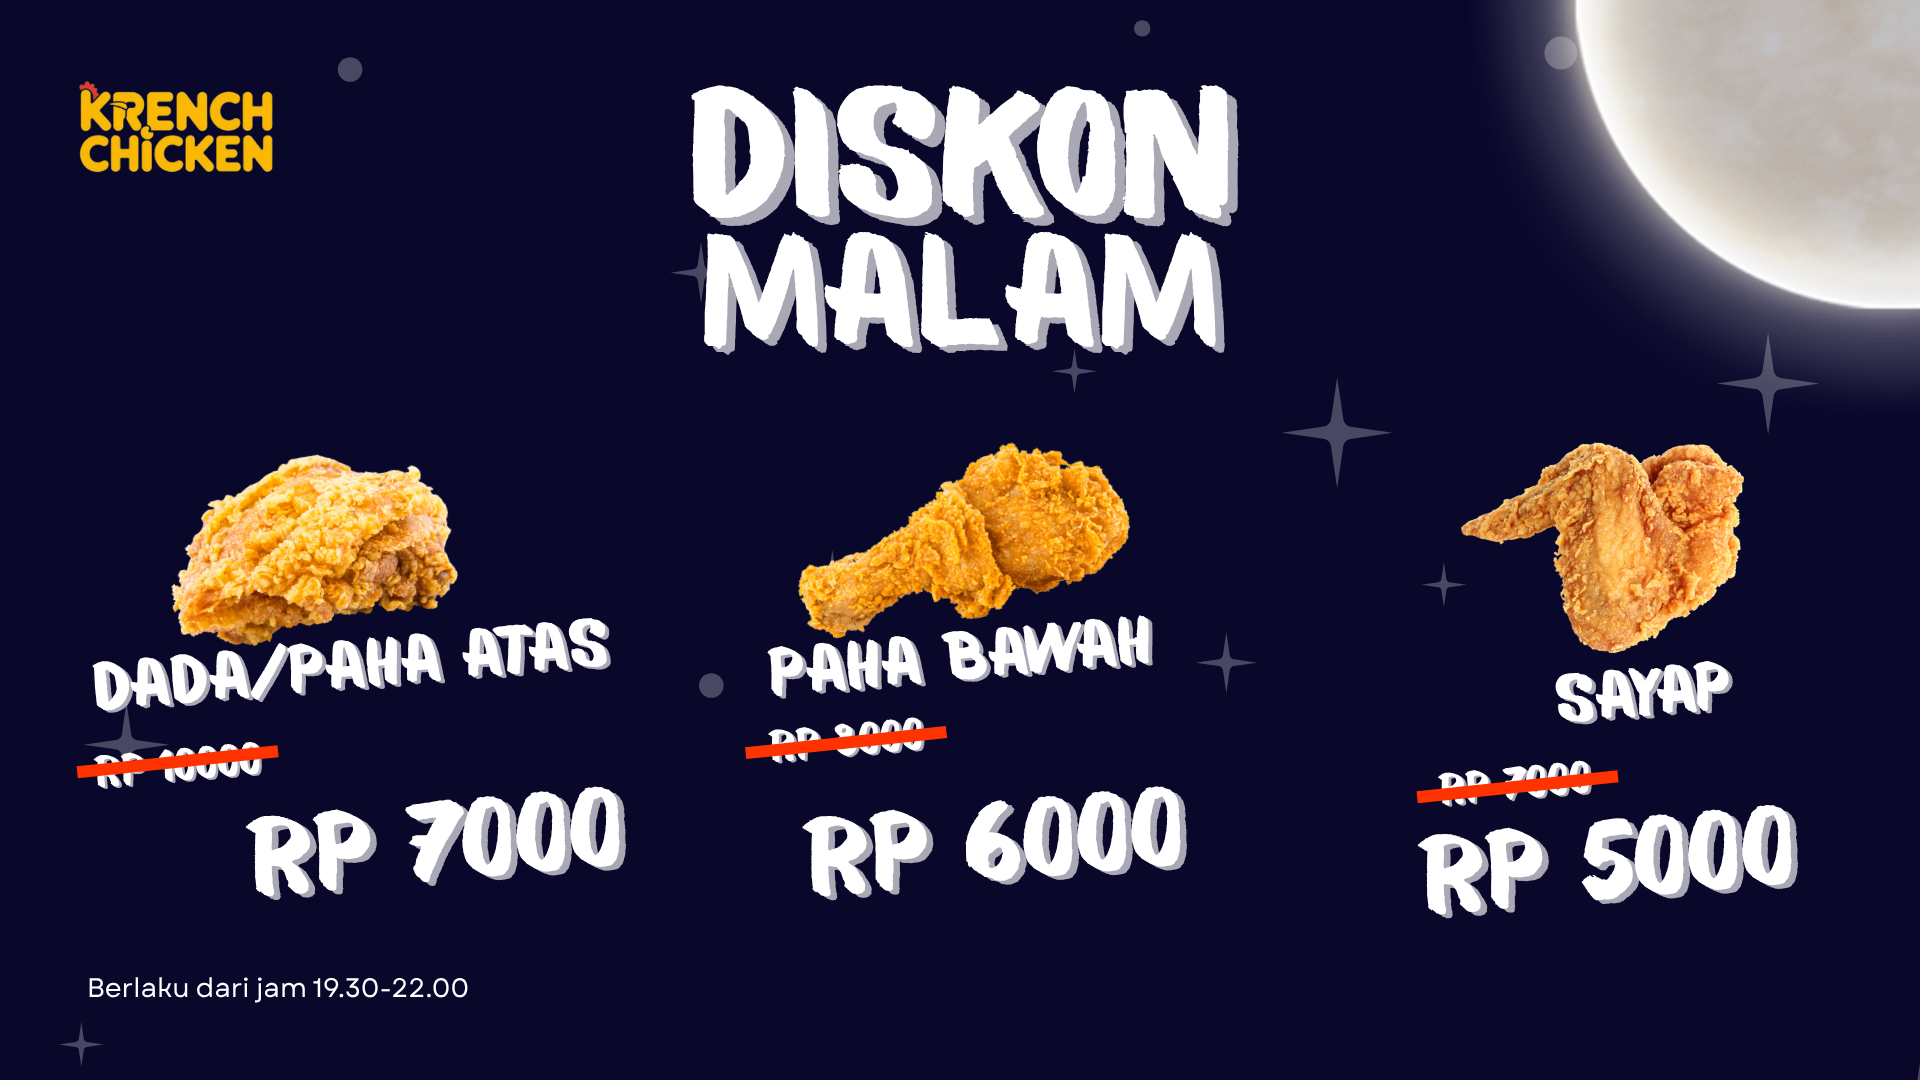 KRENCH
CHICKEN
DISKON
MALAM
DADA/PAHA ATAS
RP 10000
RP 7000
PAHA BAWAH
RP 8000
RP 6000
SAYAP
RP 7000
RP 5000
Berlaku dari jam 19.30-22.00